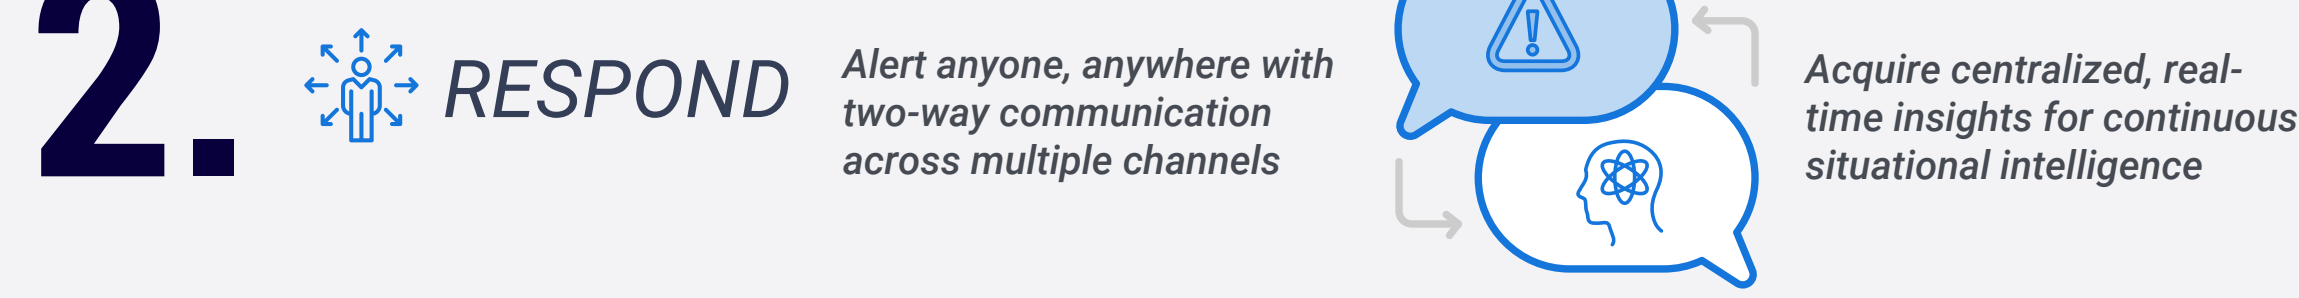 2.
RESPOND
Alert anyone, anywhere with
two-way communication
across multiple channels
!
Acquire centralized, real-
time insights for continuous
situational intelligence